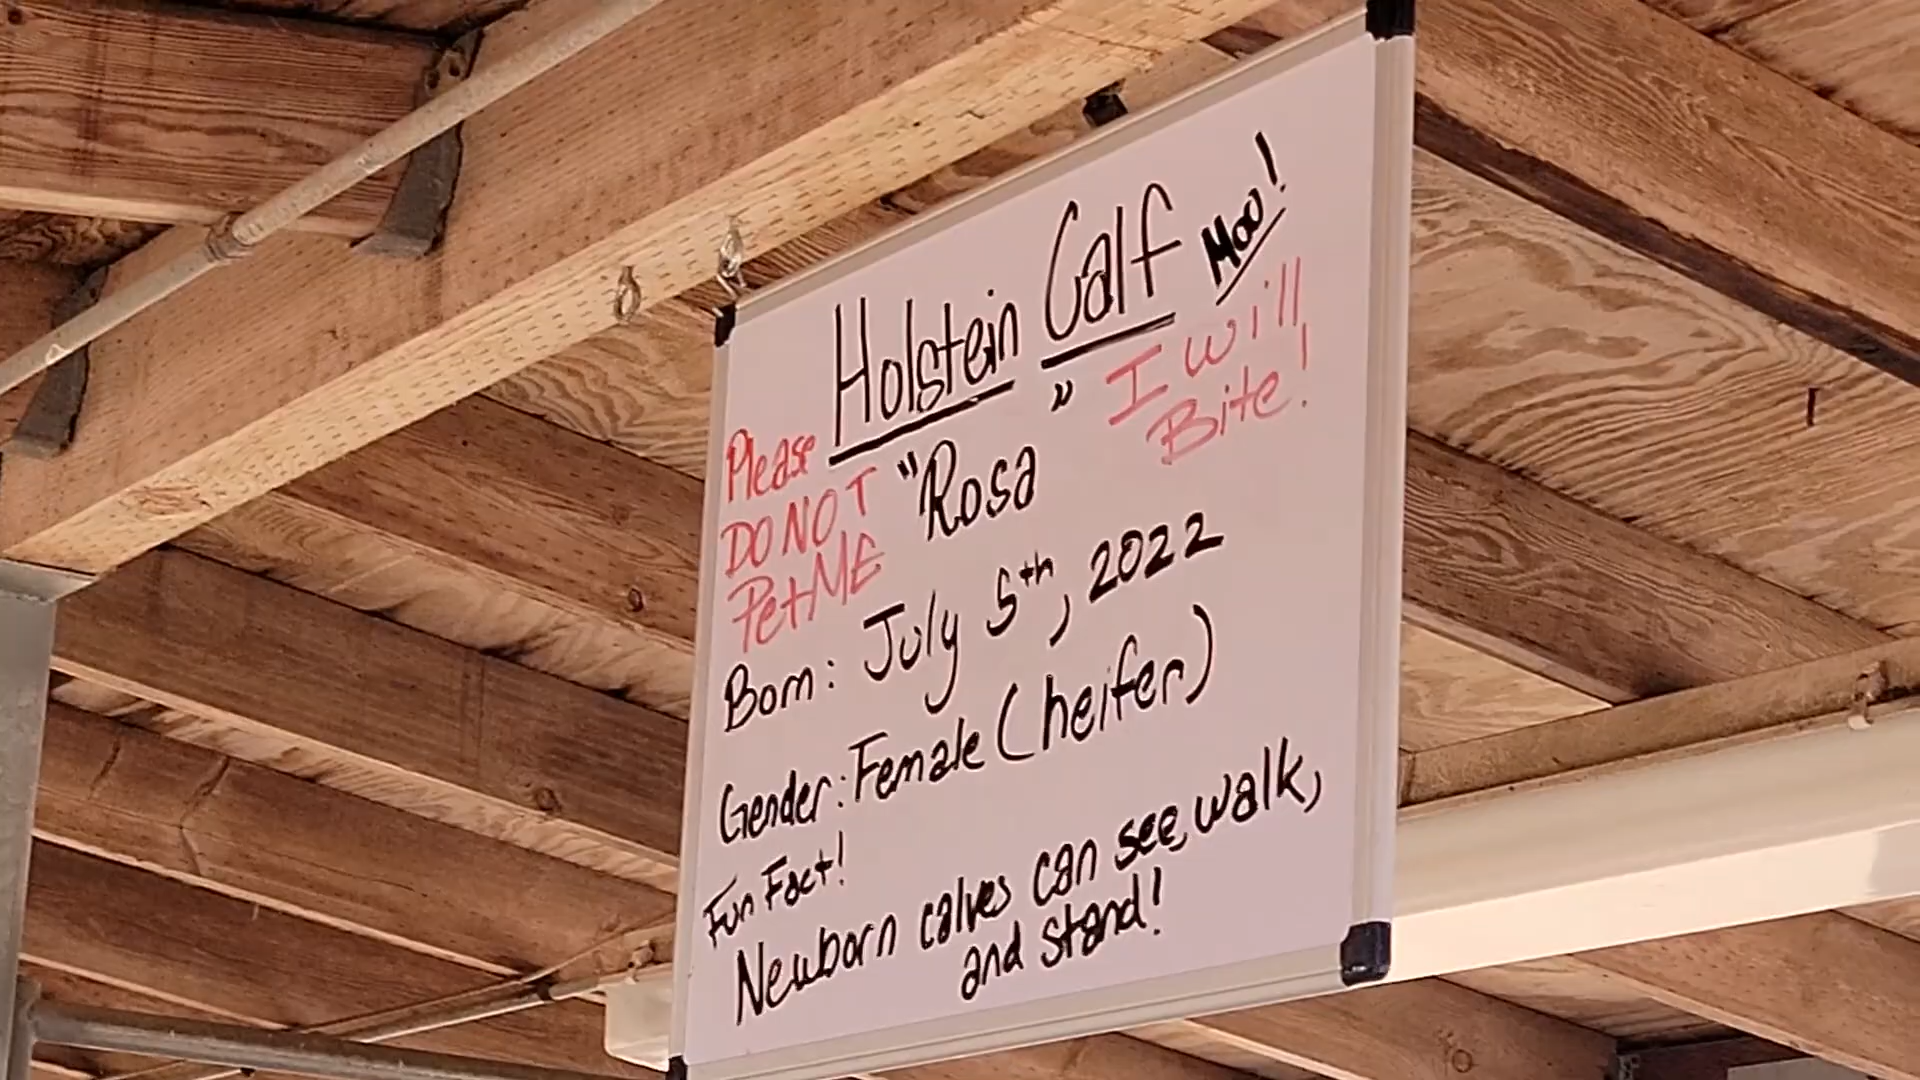 Holstein Calf Moo!
Please
DO NOT
Pet ME
"Rosa"
I will
Bite!
Born: July 5th, 2022
Gender: Female (heifer)
Fun Fact!
Newborn calves can see, walk,
and stand!